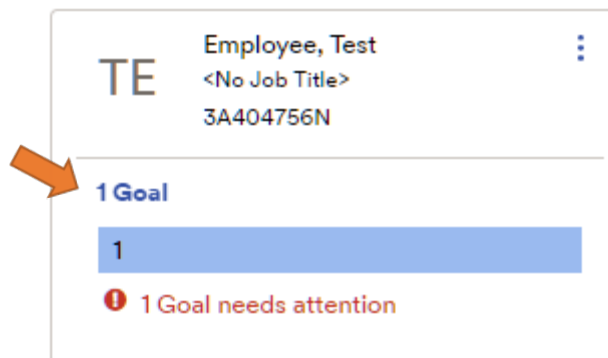 TE
Employee, Test
<No Job Title>
3A404756N
1 Goal
1
1 Goal needs attention